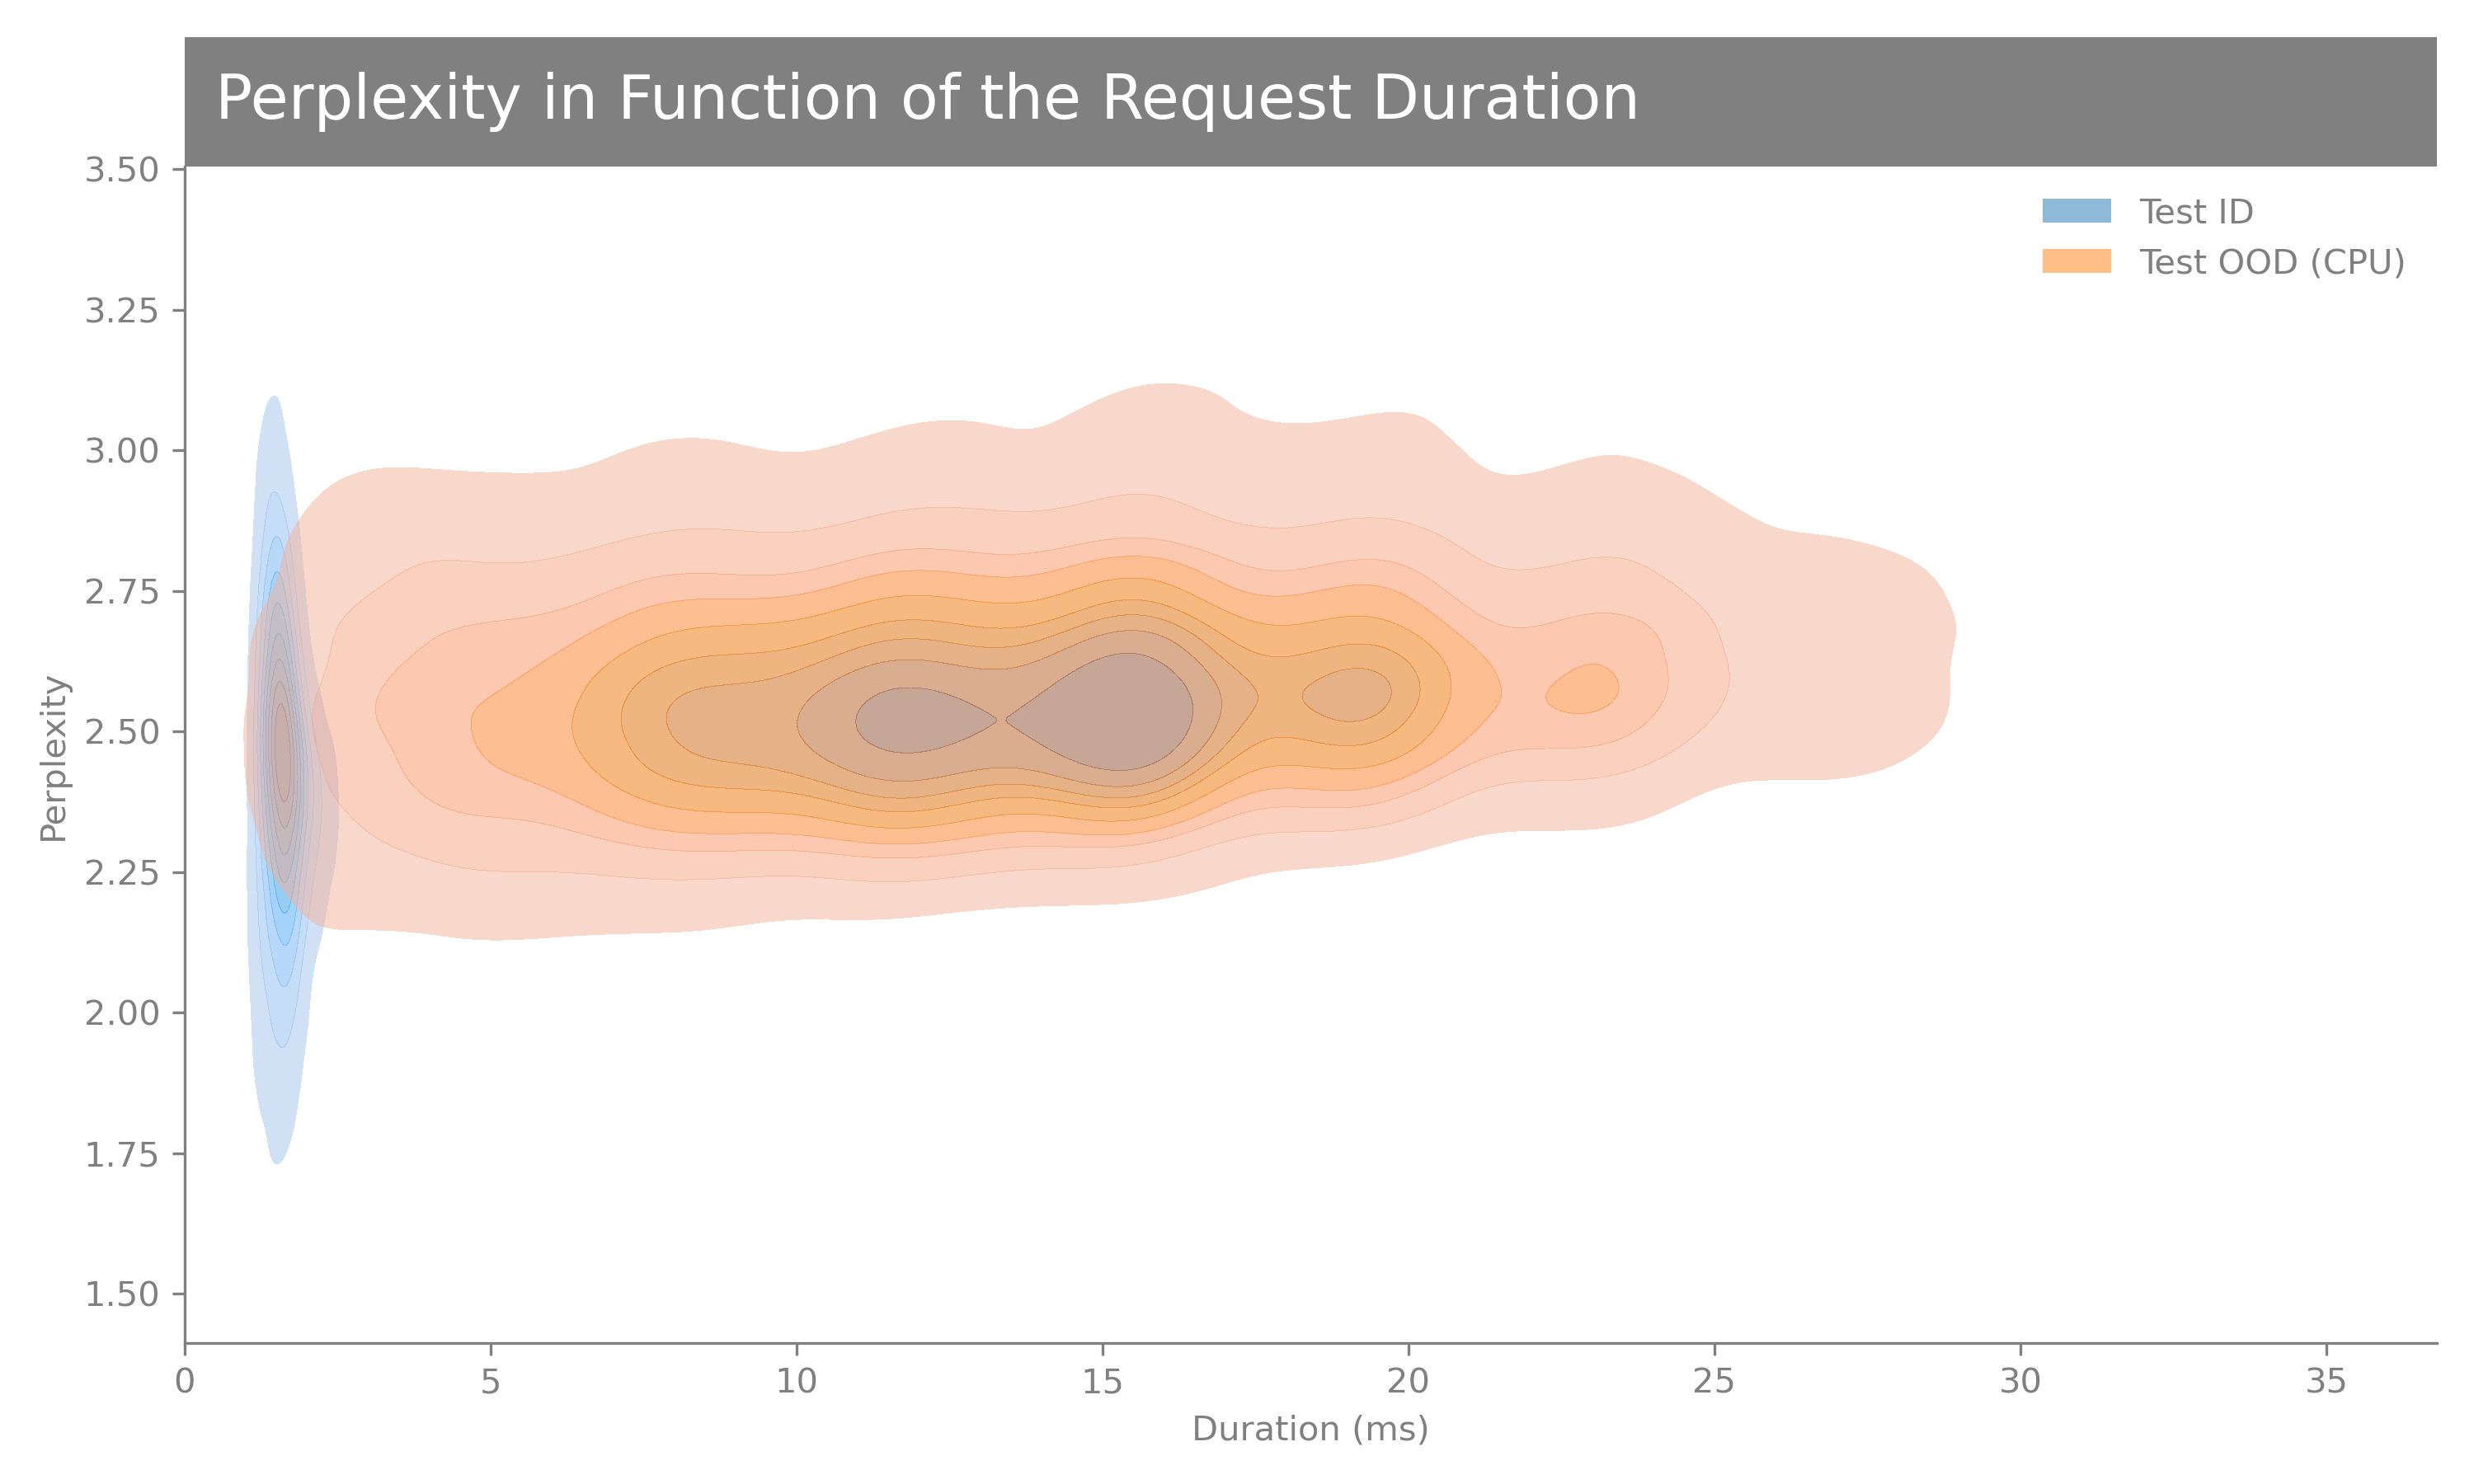 Perplexity in Function of the Request Duration
Test ID
Test OOD (CPU)
3.50
3.25
3.00
2.75
2.50
2.25
2.00
1.75
1.50
Perplexity
0 5 10 15 20 25 30 35
Duration (ms)